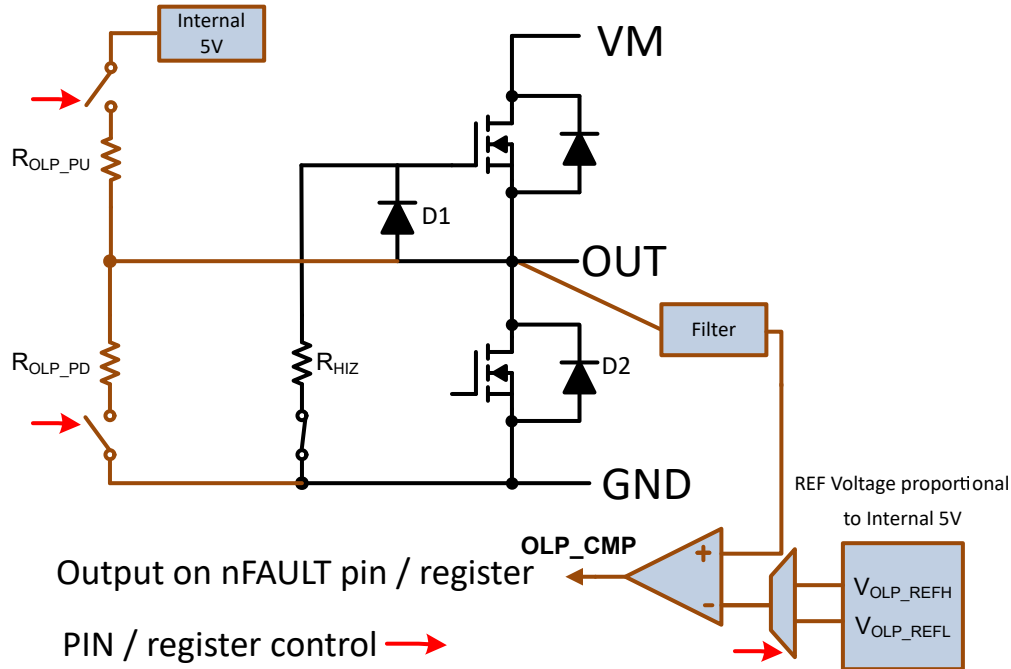 Internal
5V
VM
R_OLP_PU
D1
OUT
Filter
R_OLP_PD
R_HIZ
D2
GND
REF Voltage proportional
to Internal 5V
OLP_CMP
+
-
Output on nFAULT pin / register
V_OLP_REFH
V_OLP_REFL
PIN / register control